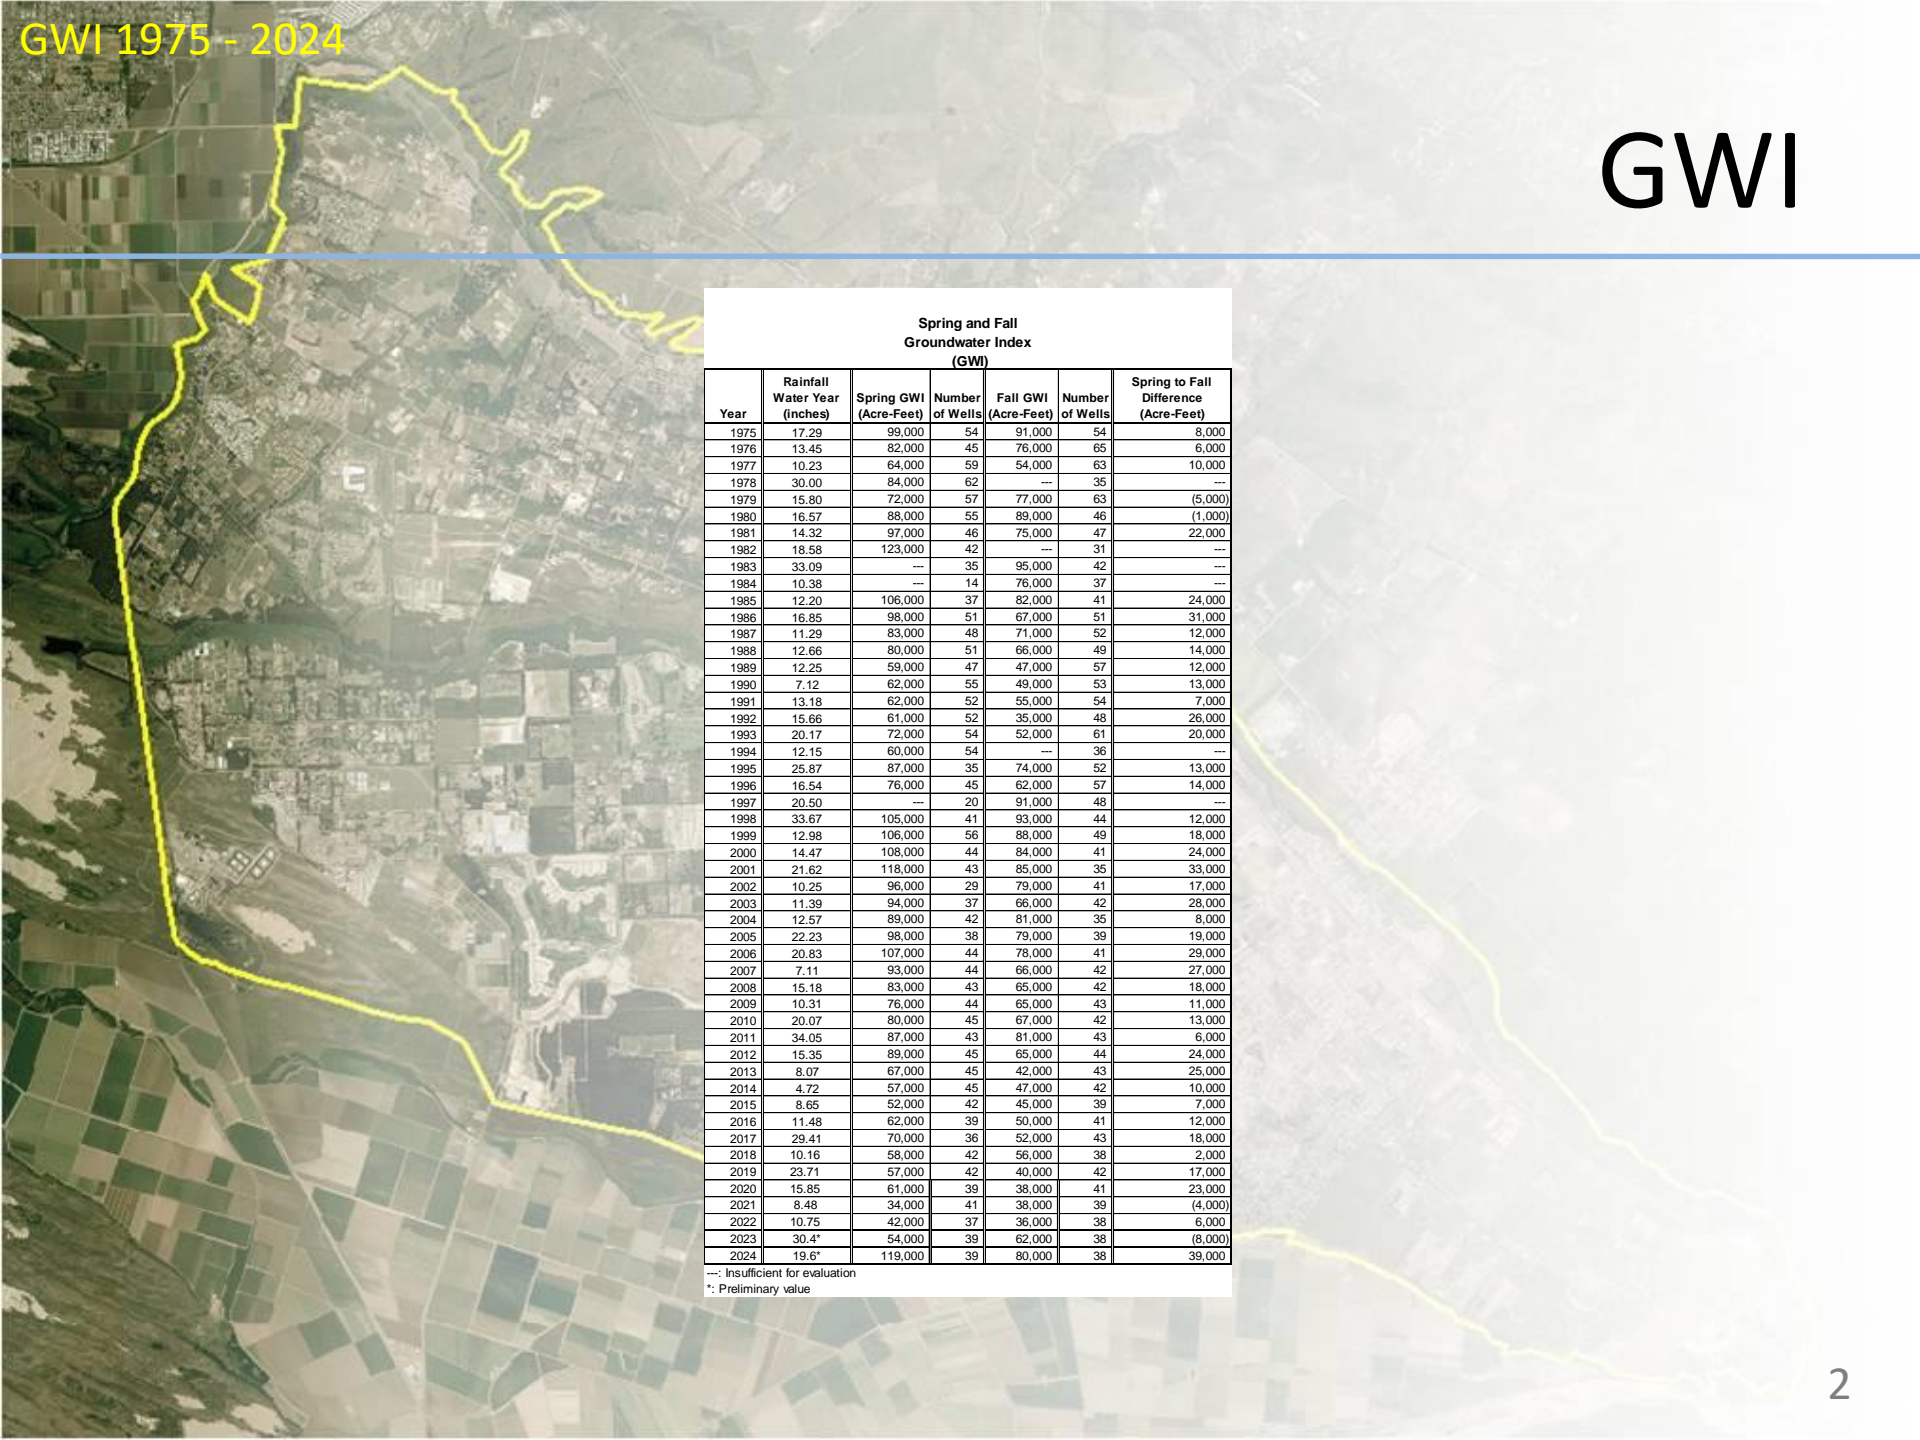 GWI 1975 - 2024
GWI
Spring and Fall
Groundwater Index
(GWI)
Year Rainfall Water Year (inches) Spring GWI (Acre-Feet) Number of Wells Fall GWI (Acre-Feet) Number of Wells Spring to Fall Difference (Acre-Feet)
1975 17.29 99,000 54 91,000 54 8,000
1976 13.45 82,000 45 76,000 65 6,000
1977 10.23 64,000 59 54,000 63 10,000
1978 30.00 84,000 62 --- 35 ---
1979 15.80 72,000 57 77,000 63 (5,000)
1980 16.57 88,000 55 89,000 46 (1,000)
1981 14.32 97,000 46 75,000 47 22,000
1982 18.58 123,000 42 --- 31 ---
1983 33.09 --- 35 95,000 42 ---
1984 10.38 --- 14 76,000 37 ---
1985 12.20 106,000 37 82,000 41 24,000
1986 16.85 98,000 51 67,000 51 31,000
1987 11.29 83,000 48 71,000 52 12,000
1988 12.66 80,000 51 66,000 49 14,000
1989 12.25 59,000 47 47,000 57 12,000
1990 7.12 62,000 55 49,000 53 13,000
1991 13.18 62,000 52 55,000 54 7,000
1992 15.66 61,000 52 35,000 48 26,000
1993 20.17 72,000 54 52,000 61 20,000
1994 12.15 60,000 54 --- 36 ---
1995 25.87 87,000 35 74,000 52 13,000
1996 16.54 76,000 45 62,000 57 14,000
1997 20.50 --- 20 91,000 48 ---
1998 33.67 105,000 41 93,000 44 12,000
1999 12.98 106,000 56 88,000 49 18,000
2000 14.47 108,000 44 84,000 41 24,000
2001 21.62 118,000 43 85,000 35 33,000
2002 10.25 96,000 29 79,000 41 17,000
2003 11.39 94,000 37 66,000 42 28,000
2004 12.57 89,000 42 81,000 35 8,000
2005 22.23 98,000 38 79,000 39 19,000
2006 20.83 107,000 44 78,000 41 29,000
2007 7.11 93,000 44 66,000 42 27,000
2008 15.18 83,000 43 65,000 42 18,000
2009 10.31 76,000 44 65,000 43 11,000
2010 20.07 80,000 45 67,000 42 13,000
2011 34.05 87,000 43 81,000 43 6,000
2012 15.35 89,000 45 65,000 44 24,000
2013 8.07 67,000 45 42,000 43 25,000
2014 4.72 57,000 45 47,000 42 10,000
2015 8.65 52,000 42 45,000 39 7,000
2016 11.48 62,000 39 50,000 41 12,000
2017 29.41 70,000 36 52,000 43 18,000
2018 10.16 58,000 42 56,000 38 2,000
2019 23.71 57,000 42 40,000 42 17,000
2020 15.85 61,000 39 38,000 41 23,000
2021 8.48 34,000 41 38,000 39 (4,000)
2022 10.75 42,000 37 36,000 38 6,000
2023 30.4* 54,000 39 62,000 38 (8,000)
2024 19.6* 119,000 39 80,000 38 39,000
---: Insufficient for evaluation
*: Preliminary value
2